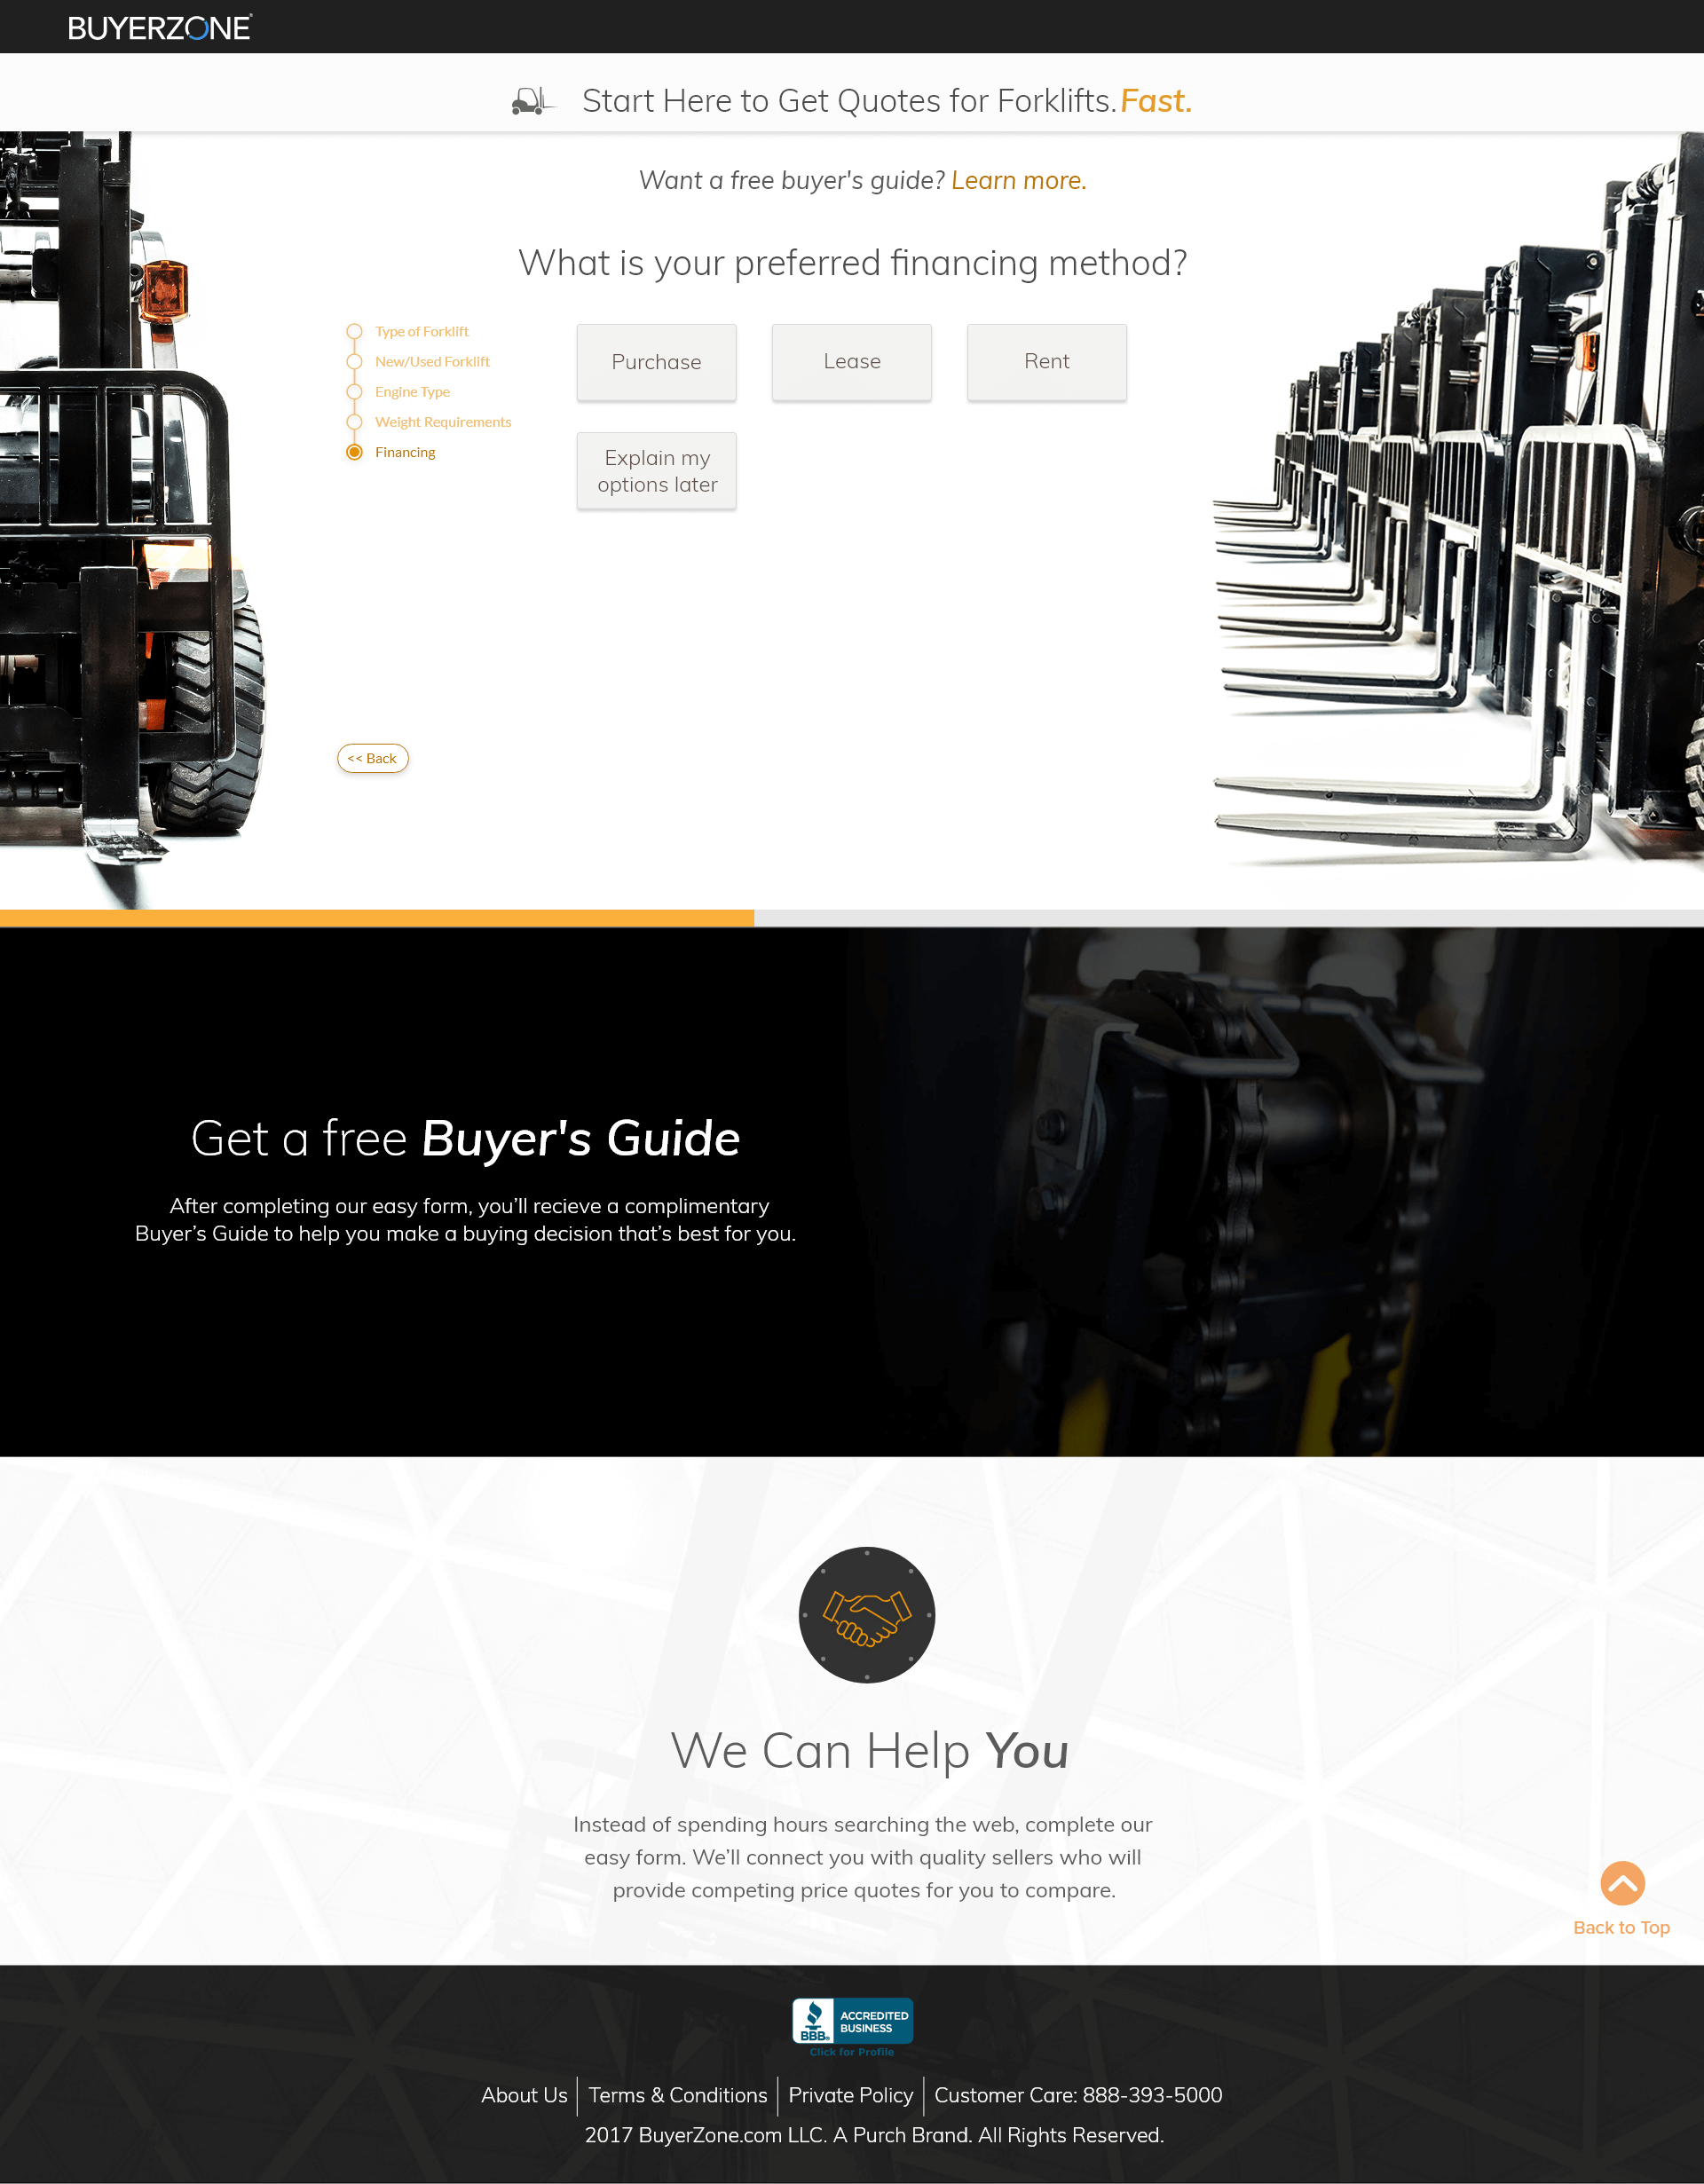 BUYERZONE®
Start Here to Get Quotes for Forklifts. Fast.
Want a free buyer's guide? Learn more.
What is your preferred financing method?
Type of Forklift
New/Used Forklift
Engine Type
Weight Requirements
Financing
Purchase
Lease
Rent
Explain my
options later
<< Back
Get a free Buyer's Guide
After completing our easy form, you’ll recieve a complimentary
Buyer’s Guide to help you make a buying decision that’s best for you.
We Can Help You
Instead of spending hours searching the web, complete our
easy form. We’ll connect you with quality sellers who will
provide competing price quotes for you to compare.
Back to Top
BBB.
ACCREDITED
BUSINESS
Click for Profile
About Us | Terms & Conditions | Private Policy | Customer Care: 888-393-5000
2017 BuyerZone.com LLC. A Purch Brand. All Rights Reserved.